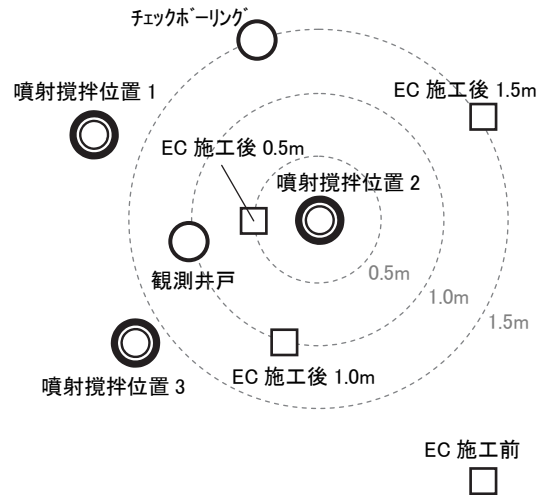 チェックボーリング
噴射撹拌位置 1
EC 施工後 1.5m
EC 施工後 0.5m
噴射撹拌位置 2
観測井戸
0.5m
1.0m
1.5m
噴射撹拌位置 3
EC 施工後 1.0m
EC 施工前